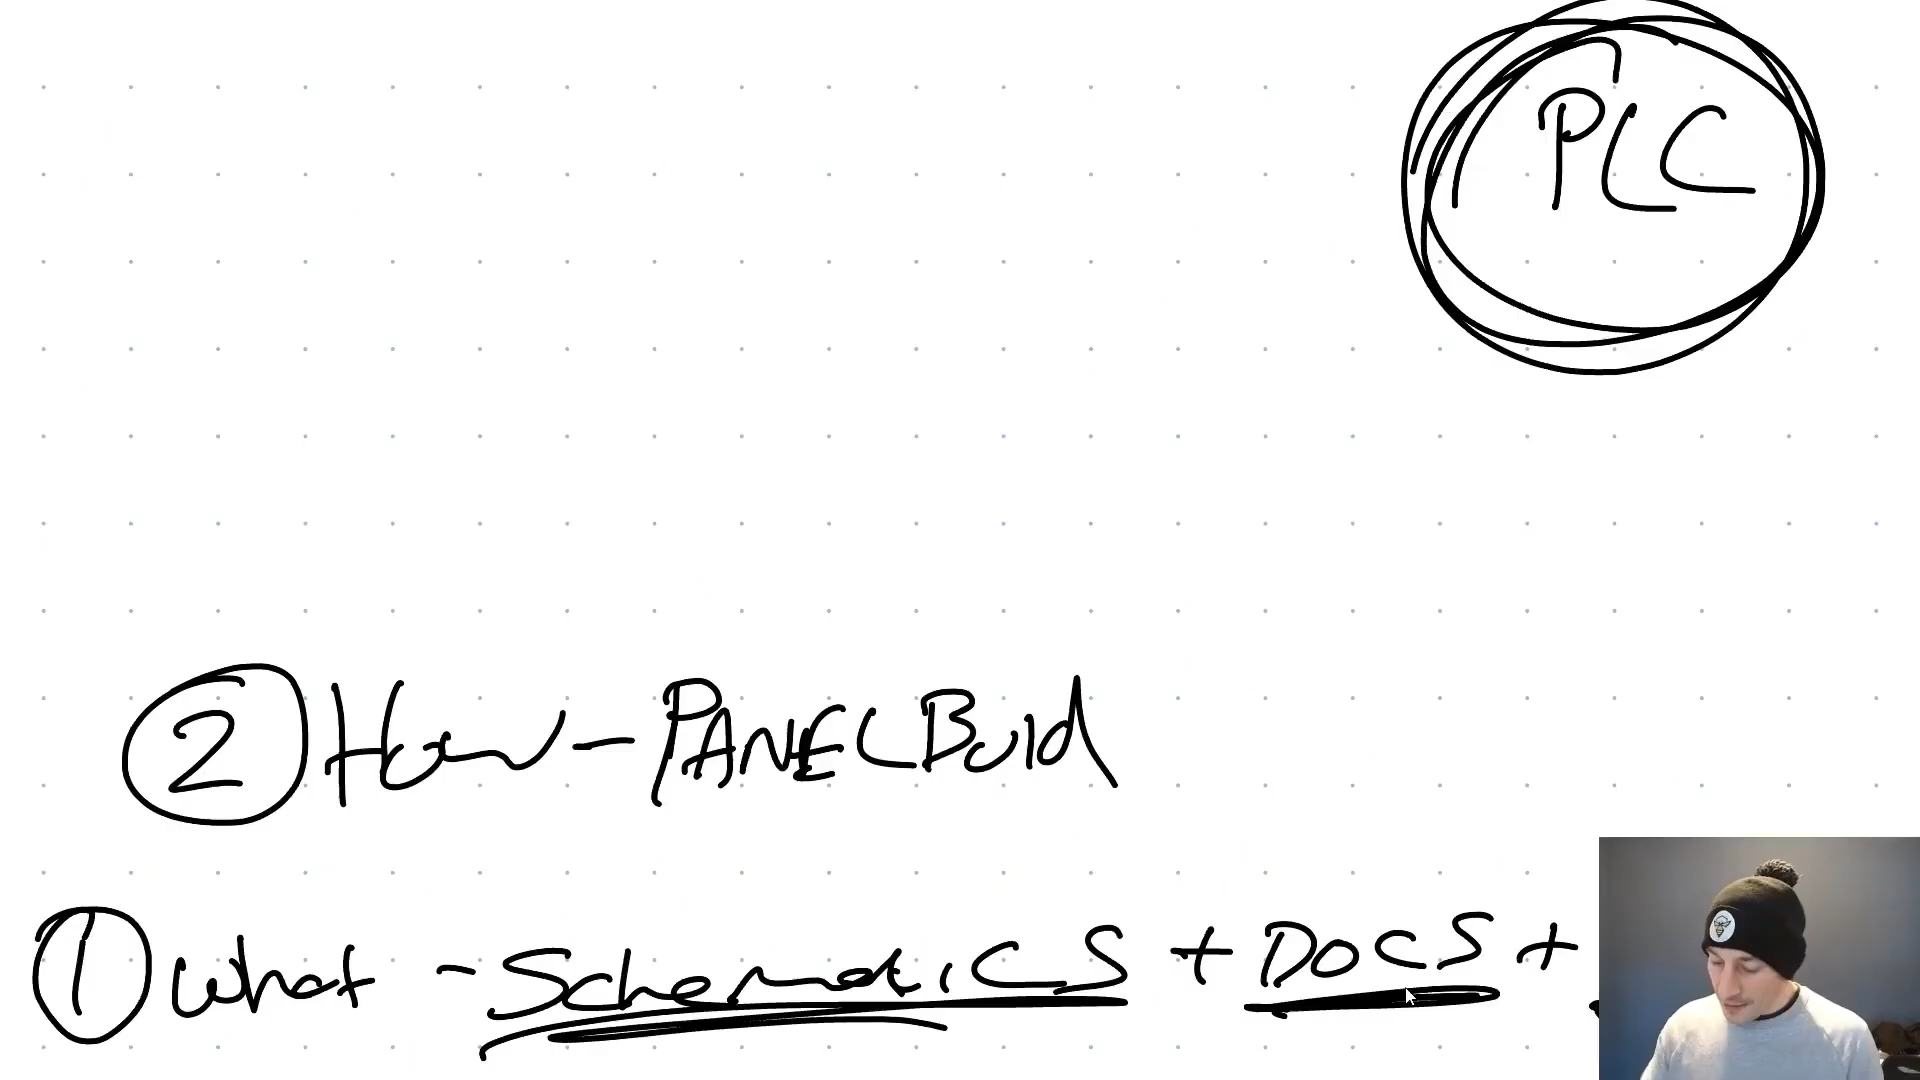 PLC
2 How - PANEL Build
1 What - SchematiCS + DOCS +